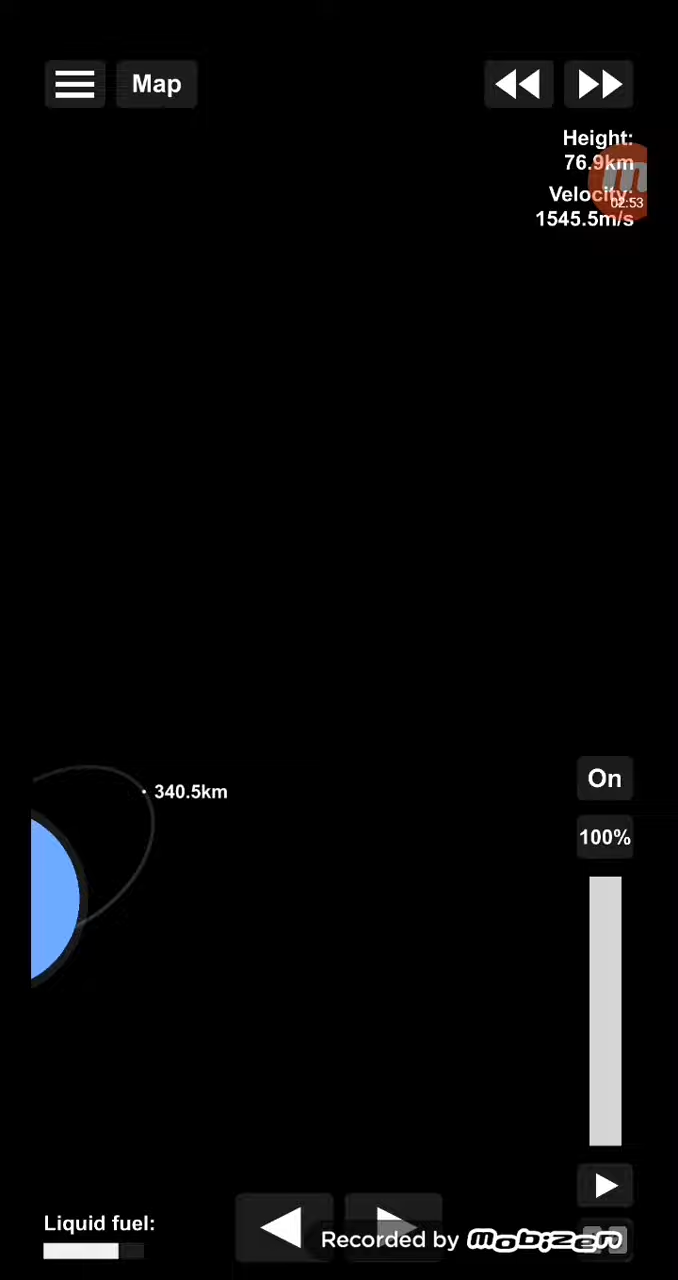 Map
Height:
76.9km
Velocity:
1545.5m/s
02:53
340.5km
On
100%
Liquid fuel:
Recorded by mobizen